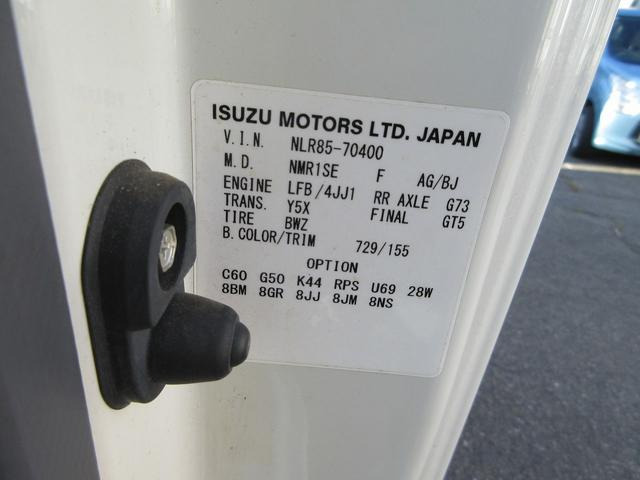 ISUZU MOTORS LTD. JAPAN
V.I.N. NLR85-70400
M.D. NMR1SE F AG/BJ
ENGINE LFB/4JJ1 RR AXLE G73
TRANS. Y5X FINAL GT5
TIRE BWZ
B.COLOR/TRIM 729/155
OPTION
C60 G50 K44 RPS U69 28W
8BM 8GR 8JJ 8JM 8NS